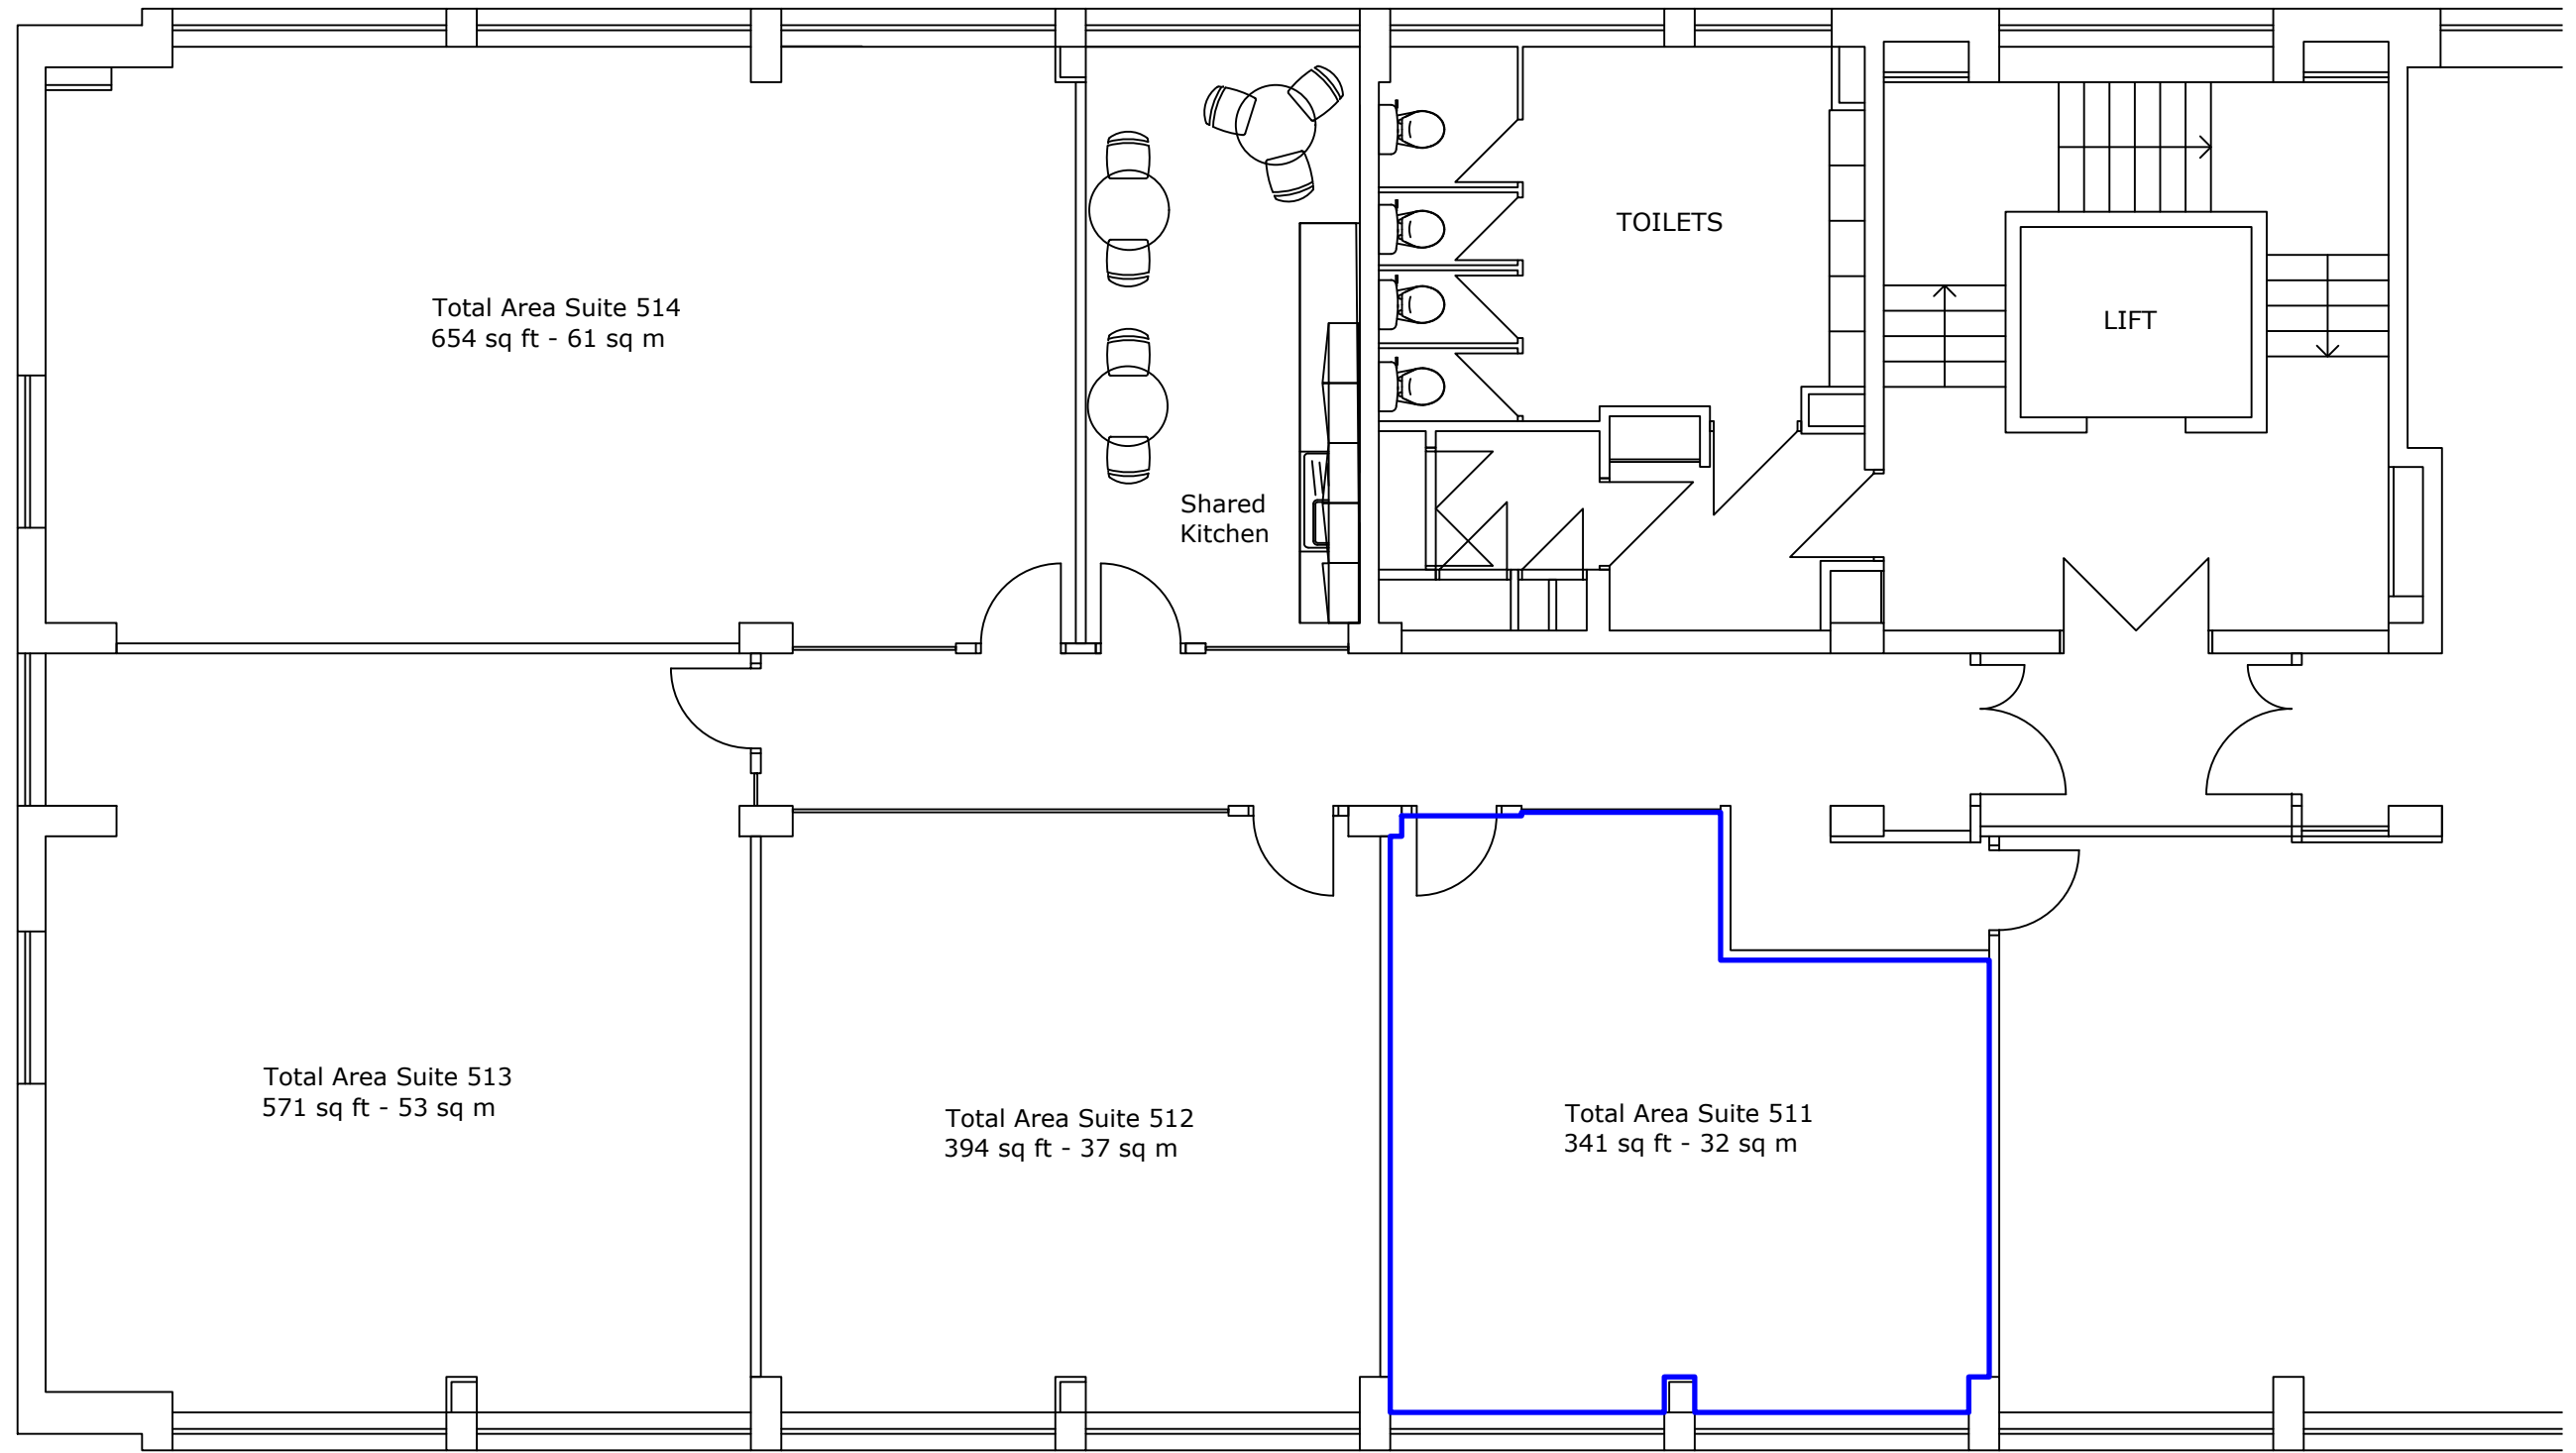 TOILETS
Total Area Suite 514
654 sq ft - 61 sq m
LIFT
Shared
Kitchen
Total Area Suite 513
571 sq ft - 53 sq m
Total Area Suite 512
394 sq ft - 37 sq m
Total Area Suite 511
341 sq ft - 32 sq m